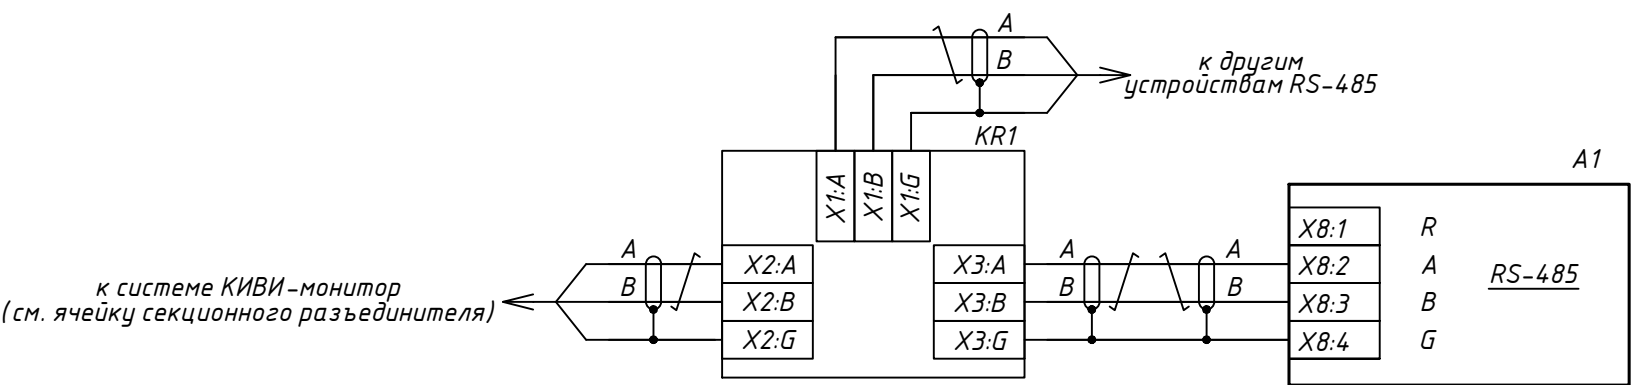 A
B
к другим
устройствам RS-485
KR1
A1
X1:A
X1:B
X1:G
X8:1 R
A X2:A X3:A A A X8:2 A RS-485
к системе КИВИ-монитор
B X2:B X3:B B B X8:3 B
(см. ячейку секционного разъединителя)
X2:G X3:G X8:4 G